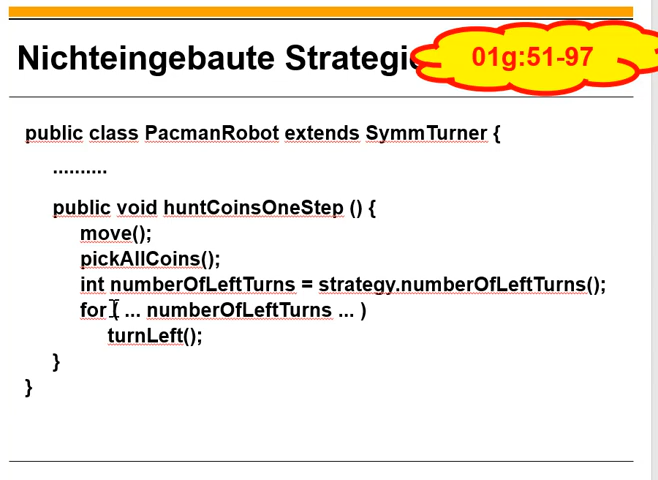 Nichteingebaute Strategie
01g:51-97
public class PacmanRobot extends SymmTurner {
..........
public void huntCoinsOneStep () {
move();
pickAllCoins();
int numberOfLeftTurns = strategy.numberOfLeftTurns();
for ( ... numberOfLeftTurns ... )
turnLeft();
}
}